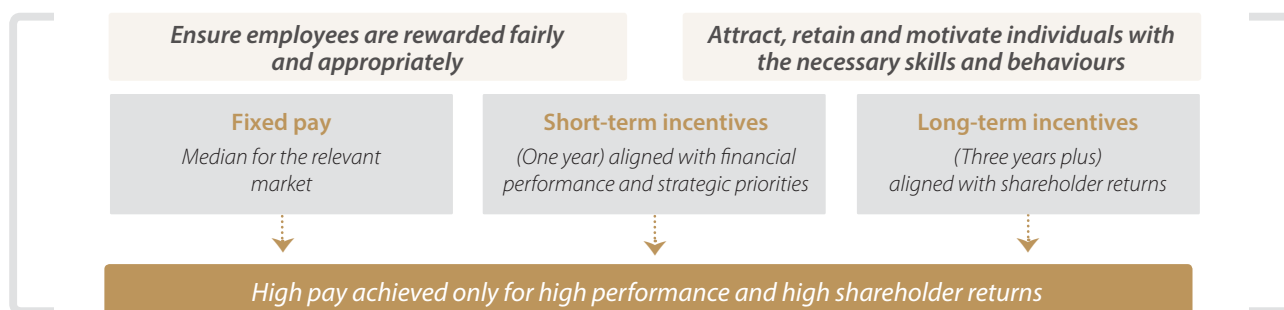 Ensure employees are rewarded fairly
and appropriately
Attract, retain and motivate individuals with
the necessary skills and behaviours
Fixed pay
Median for the relevant
market
Short-term incentives
(One year) aligned with financial
performance and strategic priorities
Long-term incentives
(Three years plus)
aligned with shareholder returns
High pay achieved only for high performance and high shareholder returns